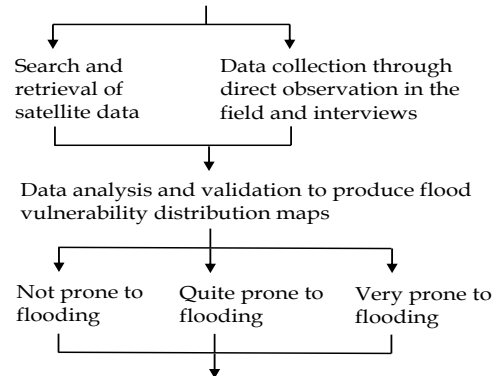 Search and
retrieval of
satellite data
Data collection through
direct observation in the
field and interviews
Data analysis and validation to produce flood
vulnerability distribution maps
Not prone to
flooding
Quite prone to
flooding
Very prone to
flooding